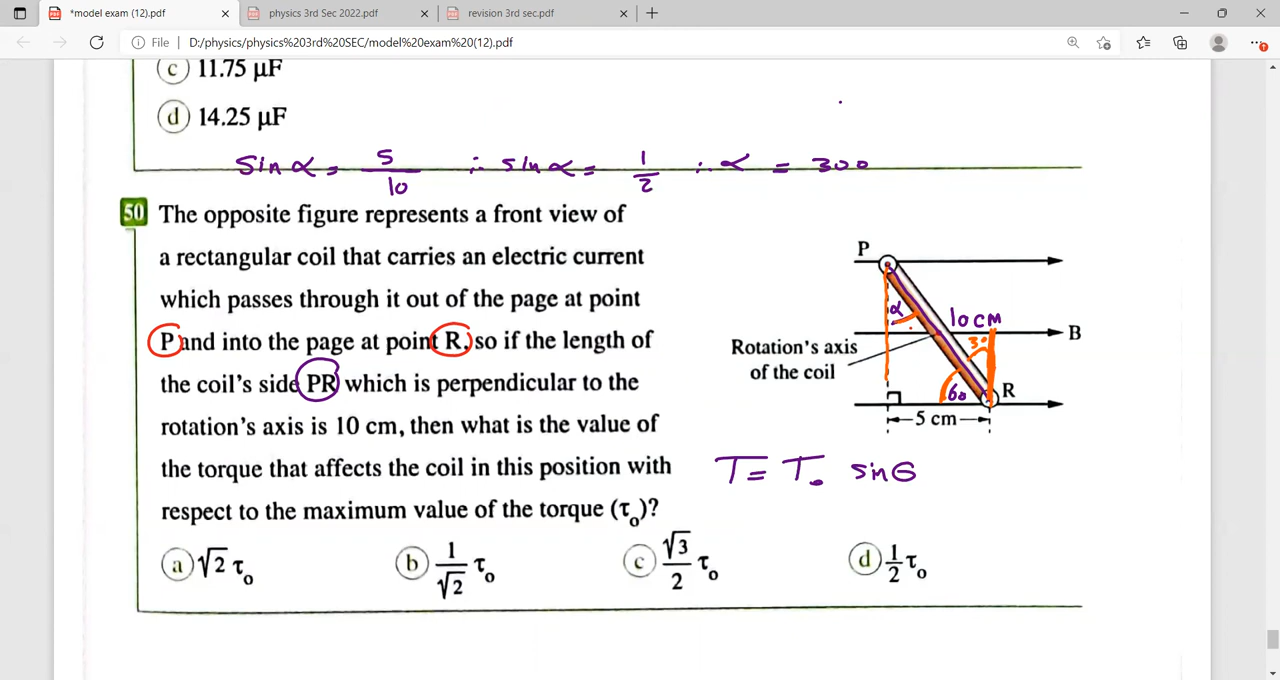 *model exam (12).pdf
physics 3rd Sec 2022.pdf
revision 3rd sec.pdf
File
D:/physics/physics%203rd%20SEC/model%20exam%20(12).pdf
c 11.75 μF
d 14.25 μF
Sin α = 5/10 ∴ sin α = 1/2 ∴ α = 300
50 The opposite figure represents a front view of
a rectangular coil that carries an electric current
which passes through it out of the page at point
P and into the page at point R, so if the length of
the coil's side PR which is perpendicular to the
rotation's axis is 10 cm, then what is the value of
the torque that affects the coil in this position with
respect to the maximum value of the torque (τo)?
P
α
10 cm
B
30
Rotation's axis
of the coil
60
R
5 cm
T = T. sin θ
a √2 τo
b 1/√2 τo
c √3/2 τo
d 1/2 τo